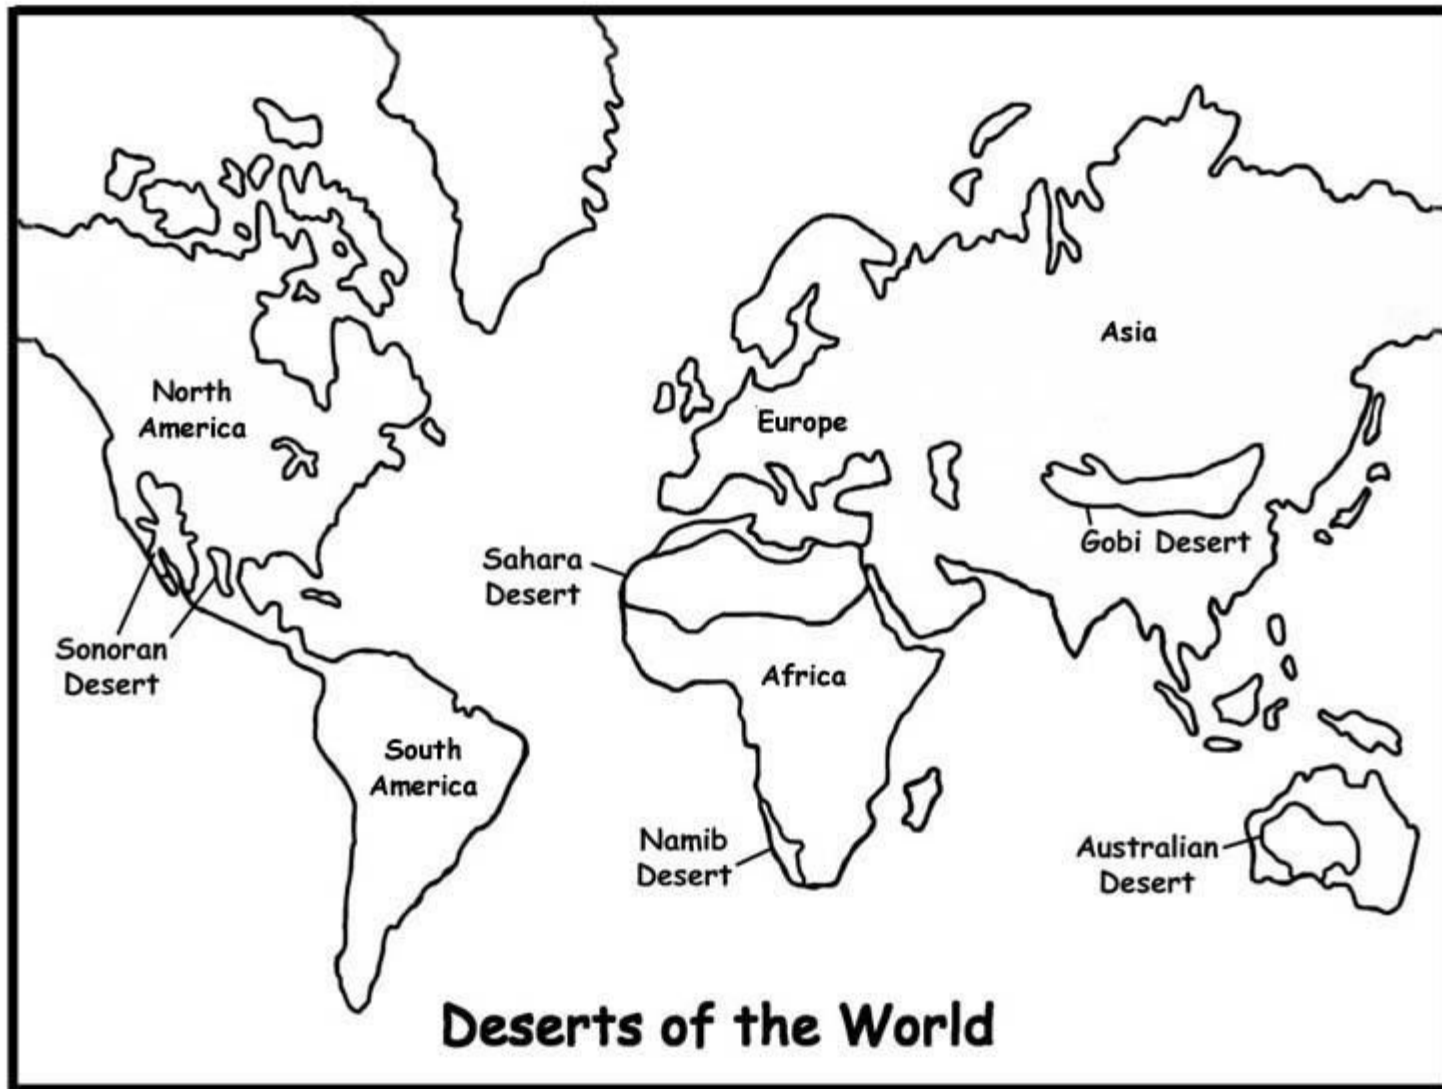 Asia
North
America
Europe
Gobi Desert
Sahara
Desert
Sonoran
Desert
Africa
South
America
Namib
Desert
Australian
Desert
Deserts of the World